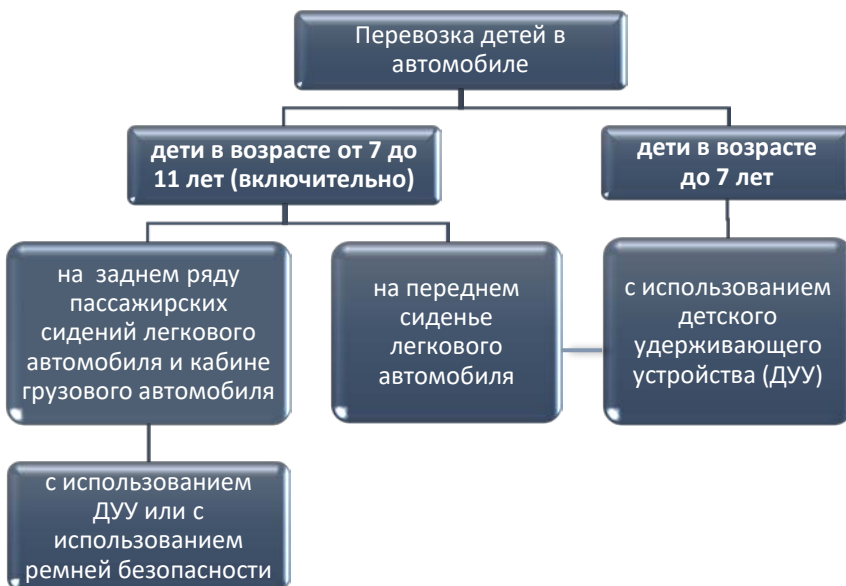 Перевозка детей в
автомобиле
дети в возрасте от 7 до
11 лет (включительно)
дети в возрасте
до 7 лет
на заднем ряду
пассажирских
сидений легкового
автомобиля и кабине
грузового автомобиля
на переднем
сиденье
легкового
автомобиля
с использованием
детского
удерживающего
устройства (ДУУ)
с использованием
ДУУ или с
использованием
ремней безопасности